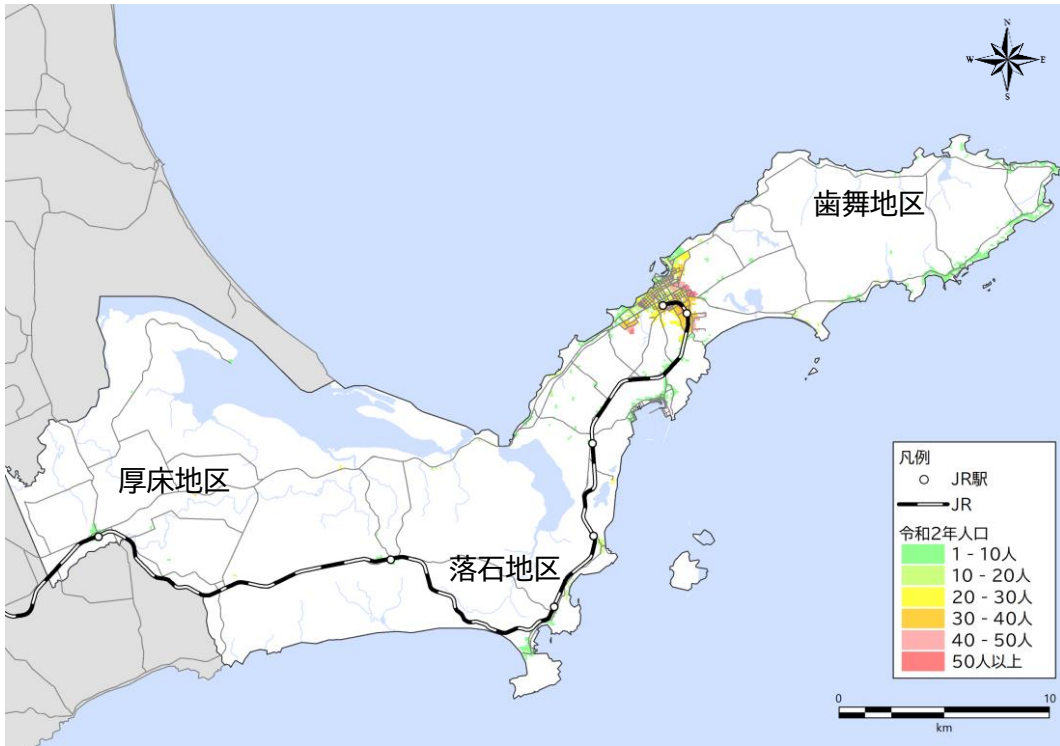 N
W
E
S
歯舞地区
厚床地区
落石地区
凡例
JR駅
JR
令和2年人口
1 - 10人
10 - 20人
20 - 30人
30 - 40人
40 - 50人
50人以上
0
10
km